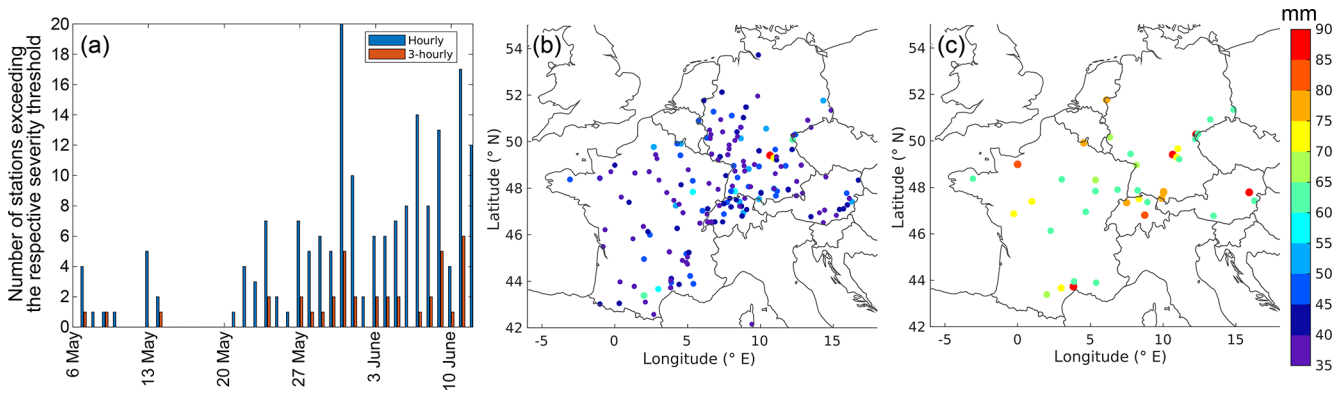 (a)
Number of stations exceeding
the respective severity threshold
20
18
16
14
12
10
8
6
4
2
0
Hourly
3-hourly
6 May
13 May
20 May
27 May
3 June
10 June
(b)
Latitude (° N)
54
52
50
48
46
44
42
-5
0
5
10
15
Longitude (° E)
(c)
Latitude (° N)
54
52
50
48
46
44
42
-5
0
5
10
15
Longitude (° E)
mm
90
85
80
75
70
65
60
55
50
45
40
35